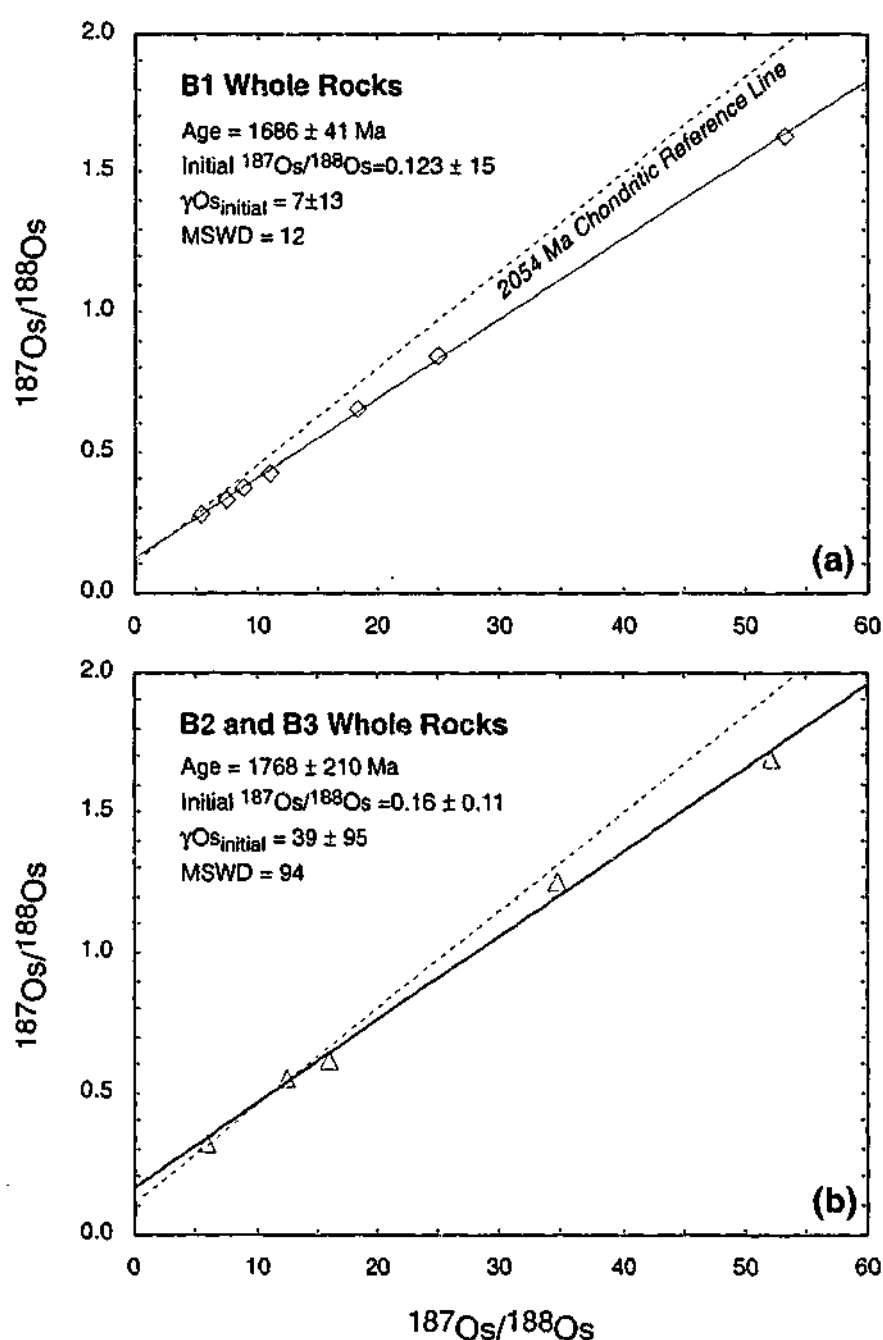 2.0
B1 Whole Rocks
Age = 1686 ± 41 Ma
Initial ¹⁸⁷Os/¹⁸⁸Os=0.123 ± 15
γOsinitial = 7±13
MSWD = 12
2054 Ma Chondritic Reference Line
1.5
1.0
0.5
0.0
187Os/188Os
(a)
0 10 20 30 40 50 60
2.0
B2 and B3 Whole Rocks
Age = 1768 ± 210 Ma
Initial ¹⁸⁷Os/¹⁸⁸Os =0.16 ± 0.11
γOsinitial = 39 ± 95
MSWD = 94
1.5
1.0
0.5
0.0
187Os/188Os
(b)
0 10 20 30 40 50 60
187Os/188Os